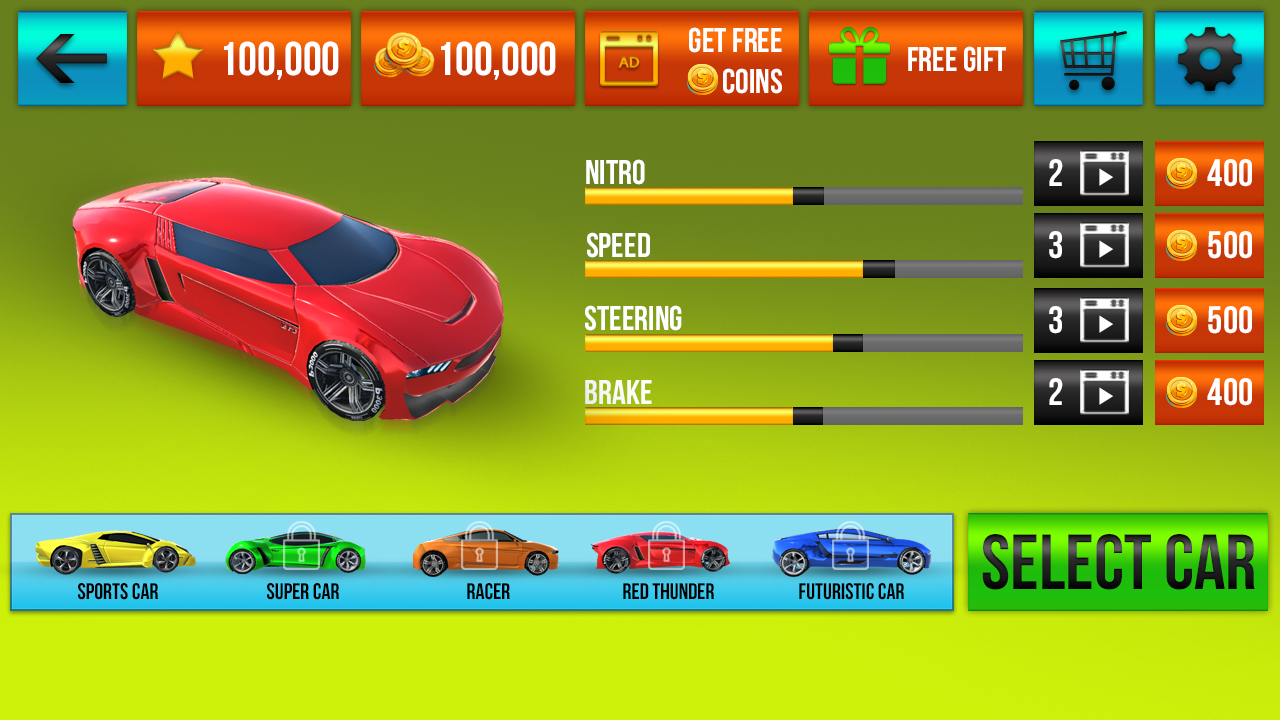 100,000
100,000
AD
GET FREE
COINS
FREE GIFT
NITRO
2
400
SPEED
3
500
STEERING
3
500
BRAKE
2
400
SPORTS CAR
SUPER CAR
RACER
RED THUNDER
FUTURISTIC CAR
SELECT CAR